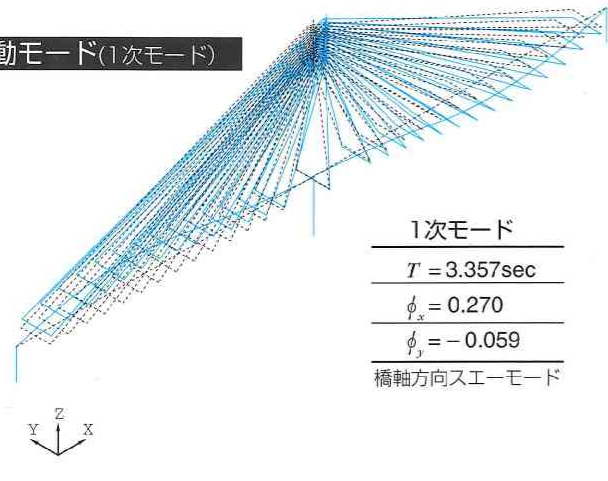 動モード(1次モード)
1次モード
T = 3.357sec
ϕx = 0.270
ϕy = − 0.059
橋軸方向スエーモード
Z
Y X